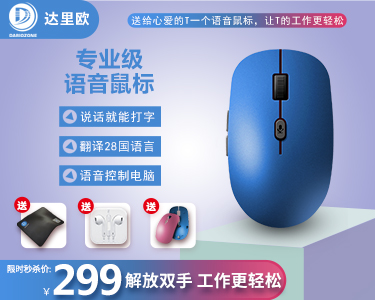 达里欧
DAREUZONE
送给心爱的T一个语音鼠标，让T的工作更轻松
专业级
语音鼠标
说话就能打字
翻译28国语言
语音控制电脑
送
送
送
限时秒杀价:
¥299
解放双手 工作更轻松